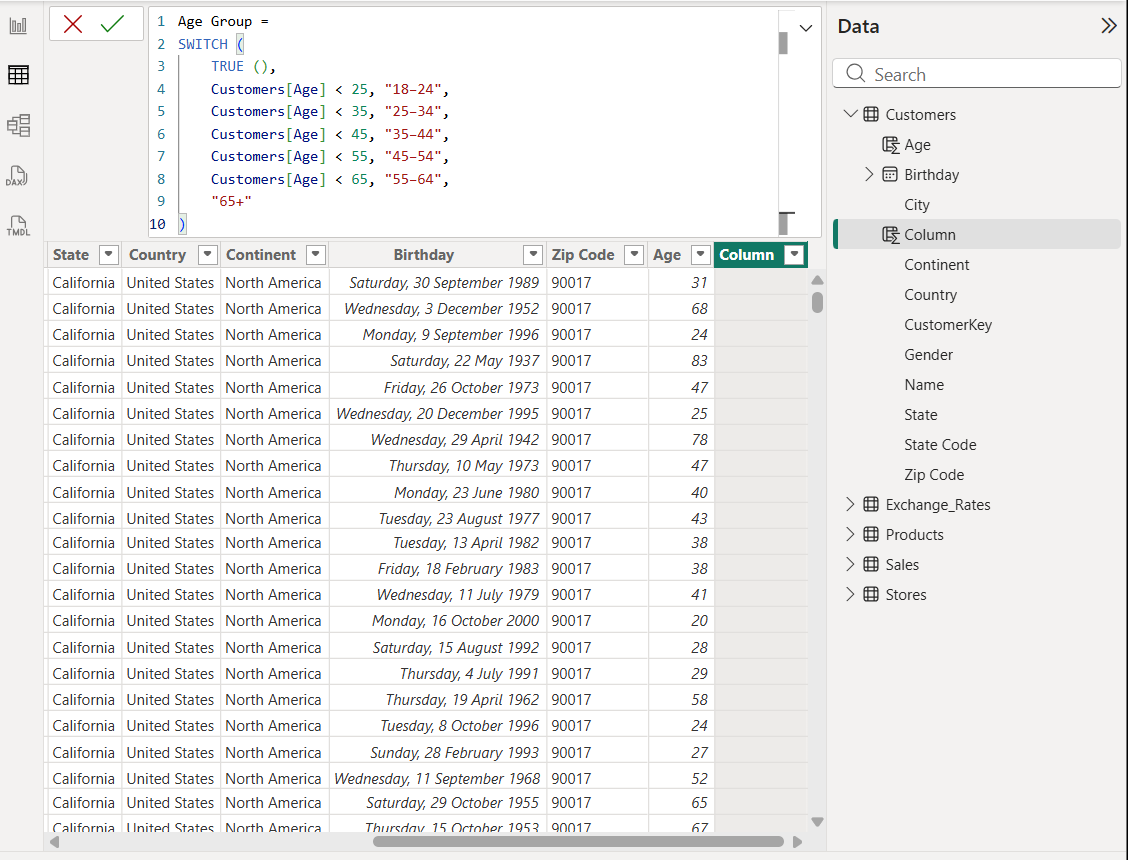 1 Age Group =
2 SWITCH (
3 TRUE (),
4 Customers[Age] < 25, "18–24",
5 Customers[Age] < 35, "25–34",
6 Customers[Age] < 45, "35–44",
7 Customers[Age] < 55, "45–54",
8 Customers[Age] < 65, "55–64",
9 "65+"
10 )
DAX
TMDL
State Country Continent Birthday Zip Code Age Column
California United States North America Saturday, 30 September 1989 90017 31
California United States North America Wednesday, 3 December 1952 90017 68
California United States North America Monday, 9 September 1996 90017 24
California United States North America Saturday, 22 May 1937 90017 83
California United States North America Friday, 26 October 1973 90017 47
California United States North America Wednesday, 20 December 1995 90017 25
California United States North America Wednesday, 29 April 1942 90017 78
California United States North America Thursday, 10 May 1973 90017 47
California United States North America Monday, 23 June 1980 90017 40
California United States North America Tuesday, 23 August 1977 90017 43
California United States North America Tuesday, 13 April 1982 90017 38
California United States North America Friday, 18 February 1983 90017 38
California United States North America Wednesday, 11 July 1979 90017 41
California United States North America Monday, 16 October 2000 90017 20
California United States North America Saturday, 15 August 1992 90017 28
California United States North America Thursday, 4 July 1991 90017 29
California United States North America Thursday, 19 April 1962 90017 58
California United States North America Tuesday, 8 October 1996 90017 24
California United States North America Sunday, 28 February 1993 90017 27
California United States North America Wednesday, 11 September 1968 90017 52
California United States North America Saturday, 29 October 1955 90017 65
California United States North America Thursday, 15 October 1953 90017 67
Data
Search
Customers
Age
Birthday
City
Column
Continent
Country
CustomerKey
Gender
Name
State
State Code
Zip Code
Exchange_Rates
Products
Sales
Stores